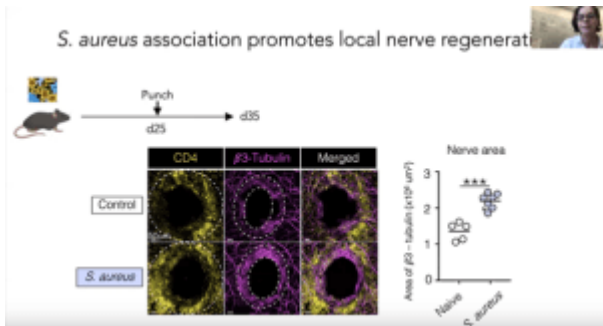 S. aureus association promotes local nerve regenerati
Punch
d25
d35
CD4
β3-Tubulin
Merged
Control
S. aureus
Nerve area
***
3
2
1
0
Area of β3 – tubulin (x10⁶ um²)
Naive
S. aureus